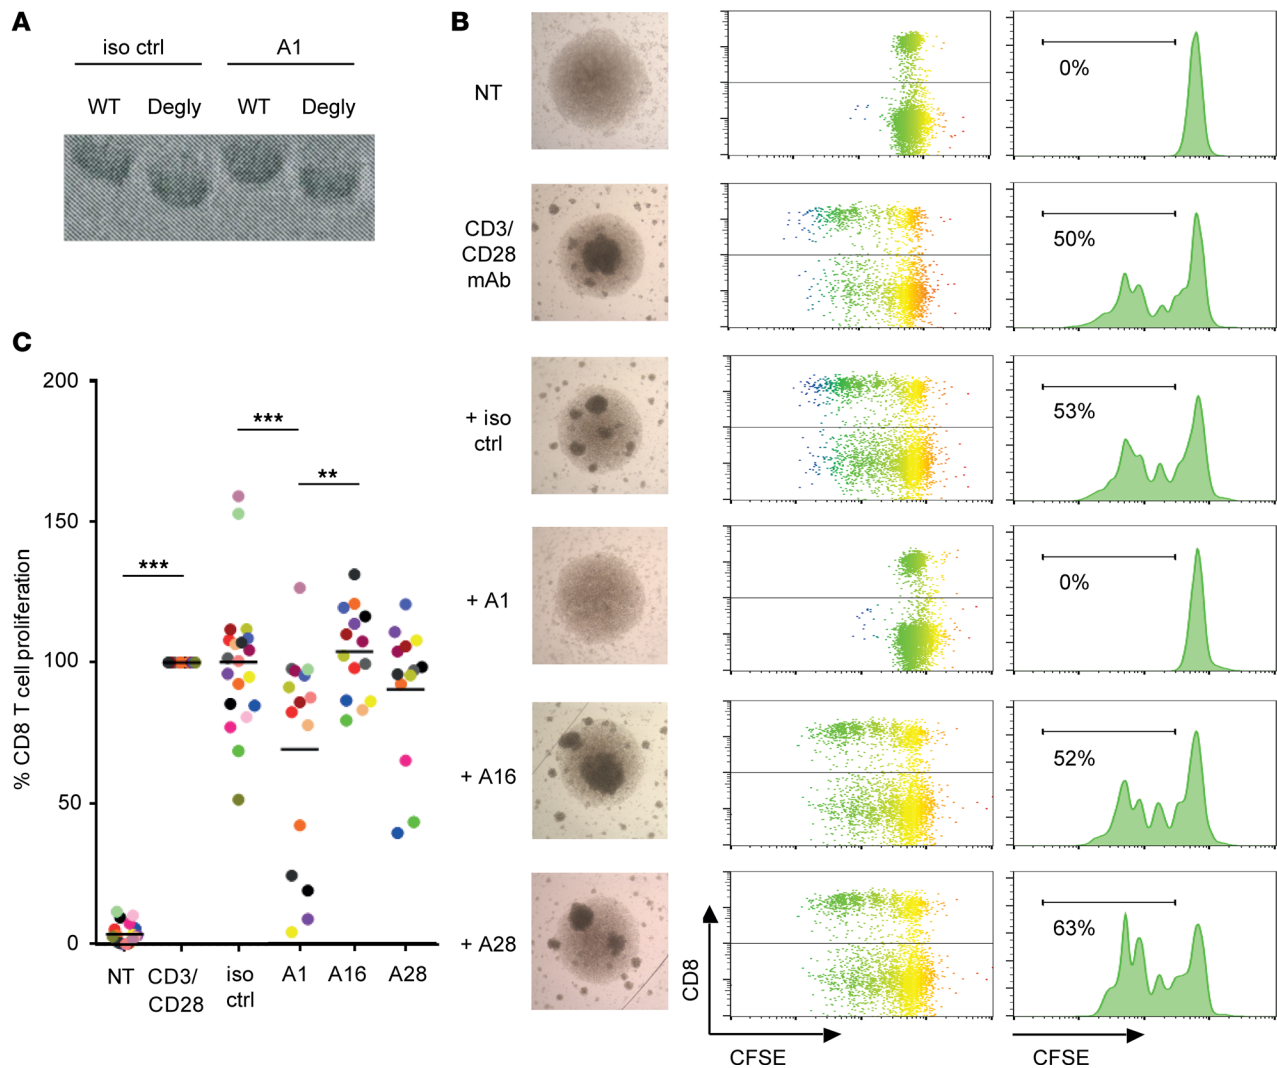 A
iso ctrl A1
WT Degly WT Degly
B
NT
0%
CD3/
CD28
mAb
50%
+ iso
ctrl
53%
+ A1
0%
+ A16
52%
+ A28
63%
CD8
CFSE CFSE
C
% CD8 T cell proliferation
200
150
100
50
0
***
***
**
NT CD3/ iso A1 A16 A28
CD28 ctrl